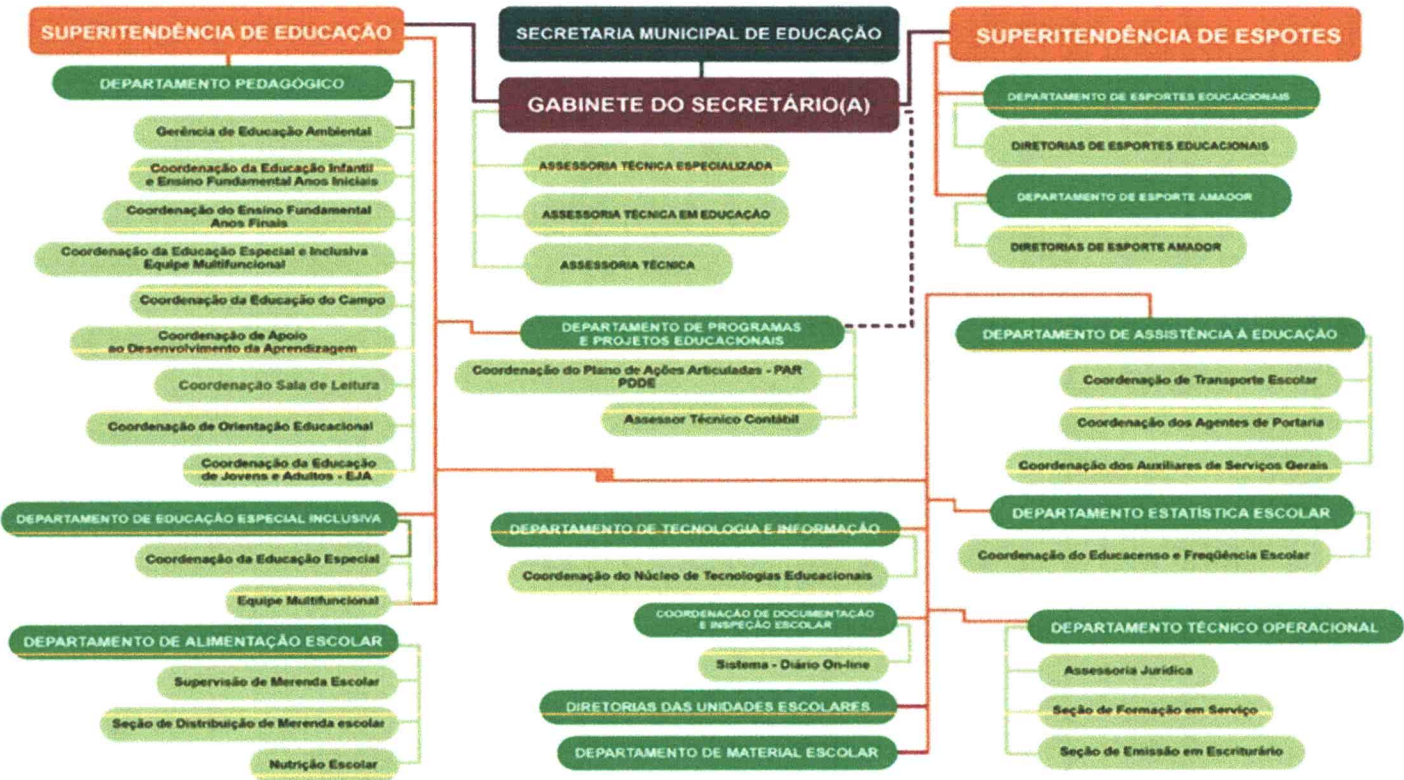 SUPERITENDÊNCIA DE EDUCAÇÃO
DEPARTAMENTO PEDAGÓGICO
Gerência de Educação Ambiental
Coordenação da Educação Infantil
e Ensino Fundamental Anos Iniciais
Coordenação do Ensino Fundamental
Anos Finais
Coordenação da Educação Especial e Inclusiva
Equipe Multifuncional
Coordenação da Educação do Campo
Coordenação de Apoio
ao Desenvolvimento da Aprendizagem
Coordenação Sala de Leitura
Coordenação de Orientação Educacional
Coordenação da Educação
de Jovens e Adultos - EJA
DEPARTAMENTO DE EDUCAÇÃO ESPECIAL INCLUSIVA
Coordenação da Educação Especial
Equipe Multifuncional
DEPARTAMENTO DE ALIMENTAÇÃO ESCOLAR
Supervisão de Merenda Escolar
Seção de Distribuição de Merenda escolar
Nutrição Escolar
SECRETARIA MUNICIPAL DE EDUCAÇÃO
GABINETE DO SECRETÁRIO(A)
ASSESSORIA TÉCNICA ESPECIALIZADA
ASSESSORIA TÉCNICA EM EDUCAÇÃO
ASSESSORIA TÉCNICA
DEPARTAMENTO DE PROGRAMAS
E PROJETOS EDUCACIONAIS
Coordenação do Plano de Ações Articuladas - PAR
PDDE
Assessor Técnico Contábil
DEPARTAMENTO DE TECNOLOGIA E INFORMAÇÃO
Coordenação do Núcleo de Tecnologias Educacionais
COORDENAÇÃO DE DOCUMENTAÇÃO
E INSPEÇÃO ESCOLAR
Sistema - Diário On-line
DIRETORIAS DAS UNIDADES ESCOLARES
DEPARTAMENTO DE MATERIAL ESCOLAR
SUPERITENDÊNCIA DE ESPOTES
DEPARTAMENTO DE ESPORTES EDUCACIONAIS
DIRETORIAS DE ESPORTES EDUCACIONAIS
DEPARTAMENTO DE ESPORTE AMADOR
DIRETORIAS DE ESPORTE AMADOR
DEPARTAMENTO DE ASSISTÊNCIA À EDUCAÇÃO
Coordenação de Transporte Escolar
Coordenação dos Agentes de Portaria
Coordenação dos Auxiliares de Serviços Gerais
DEPARTAMENTO ESTATÍSTICA ESCOLAR
Coordenação do Educacenso e Freqüência Escolar
DEPARTAMENTO TÉCNICO OPERACIONAL
Assessoria Jurídica
Seção de Formação em Serviço
Seção de Emissão em Escriturário